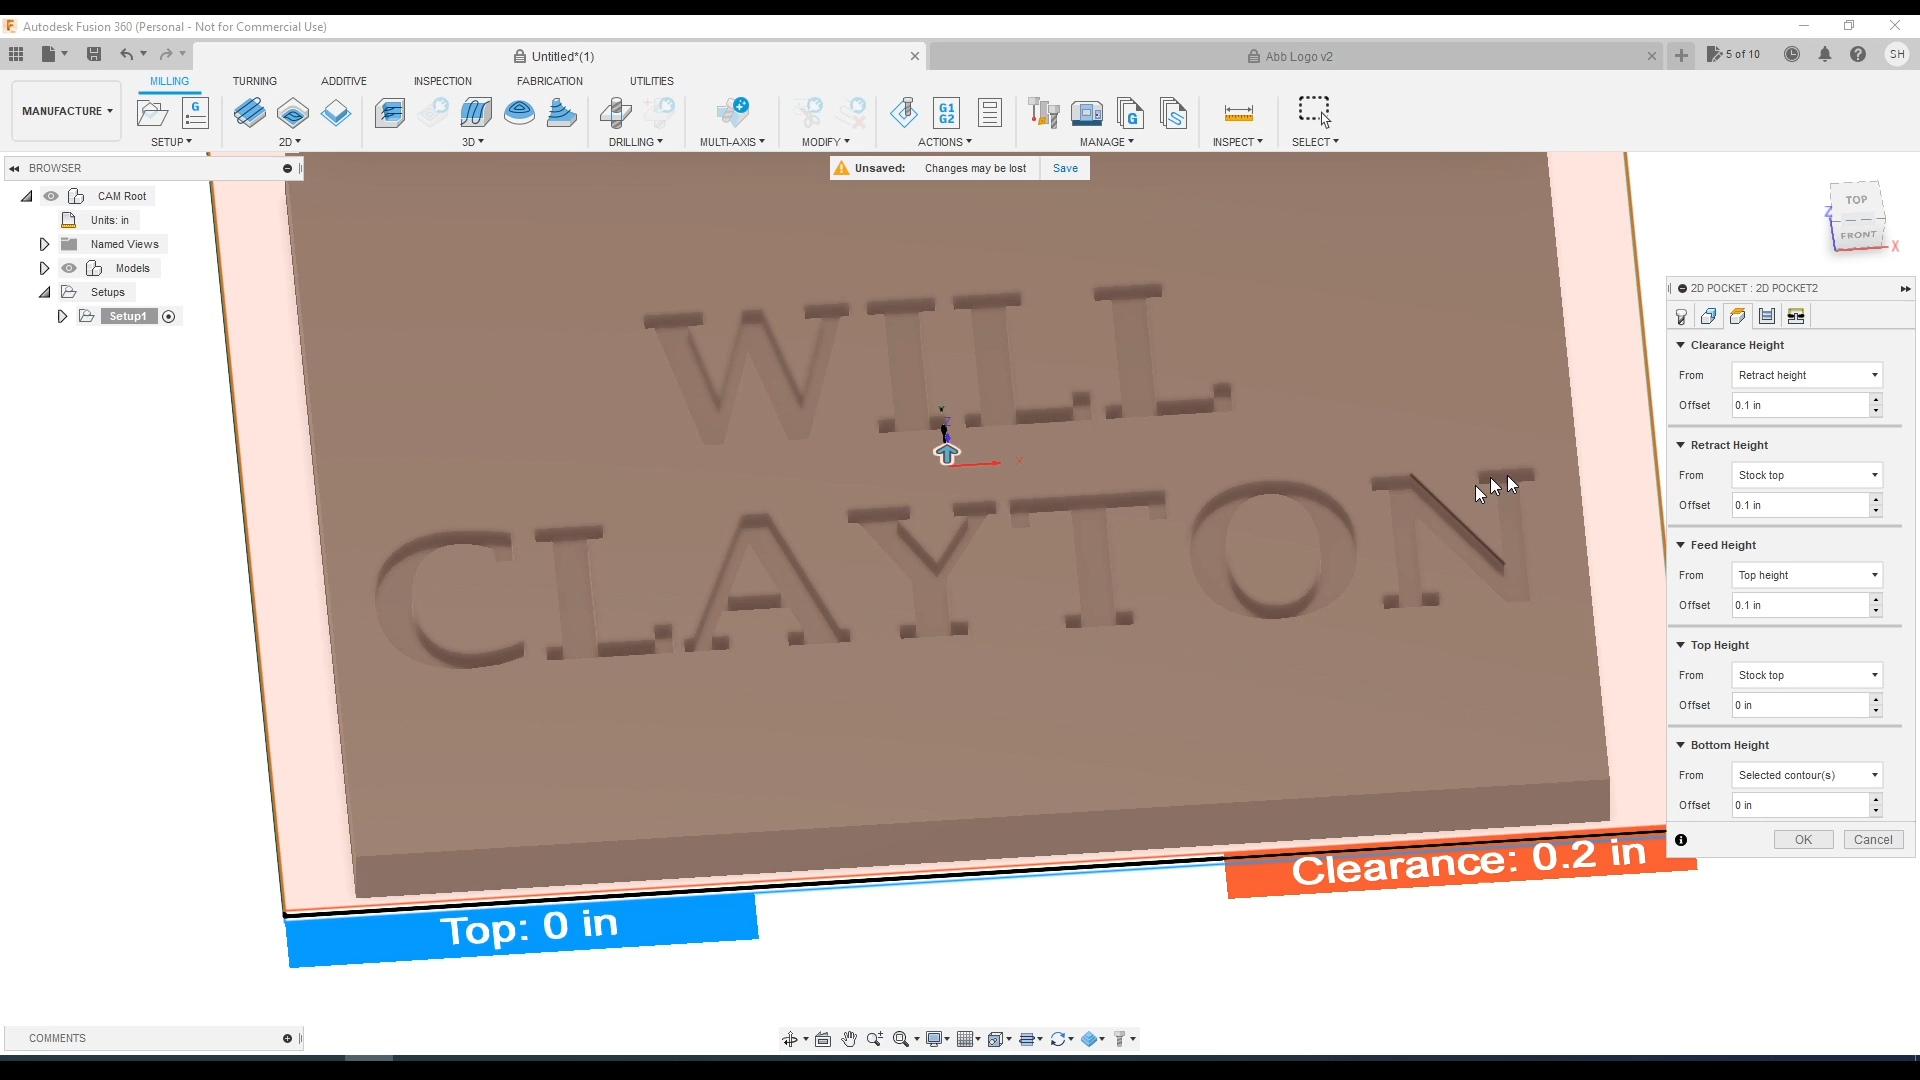 Autodesk Fusion 360 (Personal - Not for Commercial Use)
Untitled*(1)
Abb Logo v2
5 of 10
SH
MILLING TURNING ADDITIVE INSPECTION FABRICATION UTILITIES
MANUFACTURE
G
G1
G2
G
SETUP 2D 3D DRILLING MULTI-AXIS MODIFY ACTIONS MANAGE INSPECT SELECT
BROWSER
Unsaved: Changes may be lost Save
CAM Root
Units: in
Named Views
Models
Setups
Setup1
TOP
FRONT
Z
X
WILL
CLAYTON
Z
X
2D POCKET : 2D POCKET2
Clearance Height
From Retract height
Offset 0.1 in
Retract Height
From Stock top
Offset 0.1 in
Feed Height
From Top height
Offset 0.1 in
Top Height
From Stock top
Offset 0 in
Bottom Height
From Selected contour(s)
Offset 0 in
OK Cancel
Clearance: 0.2 in
Top: 0 in
COMMENTS